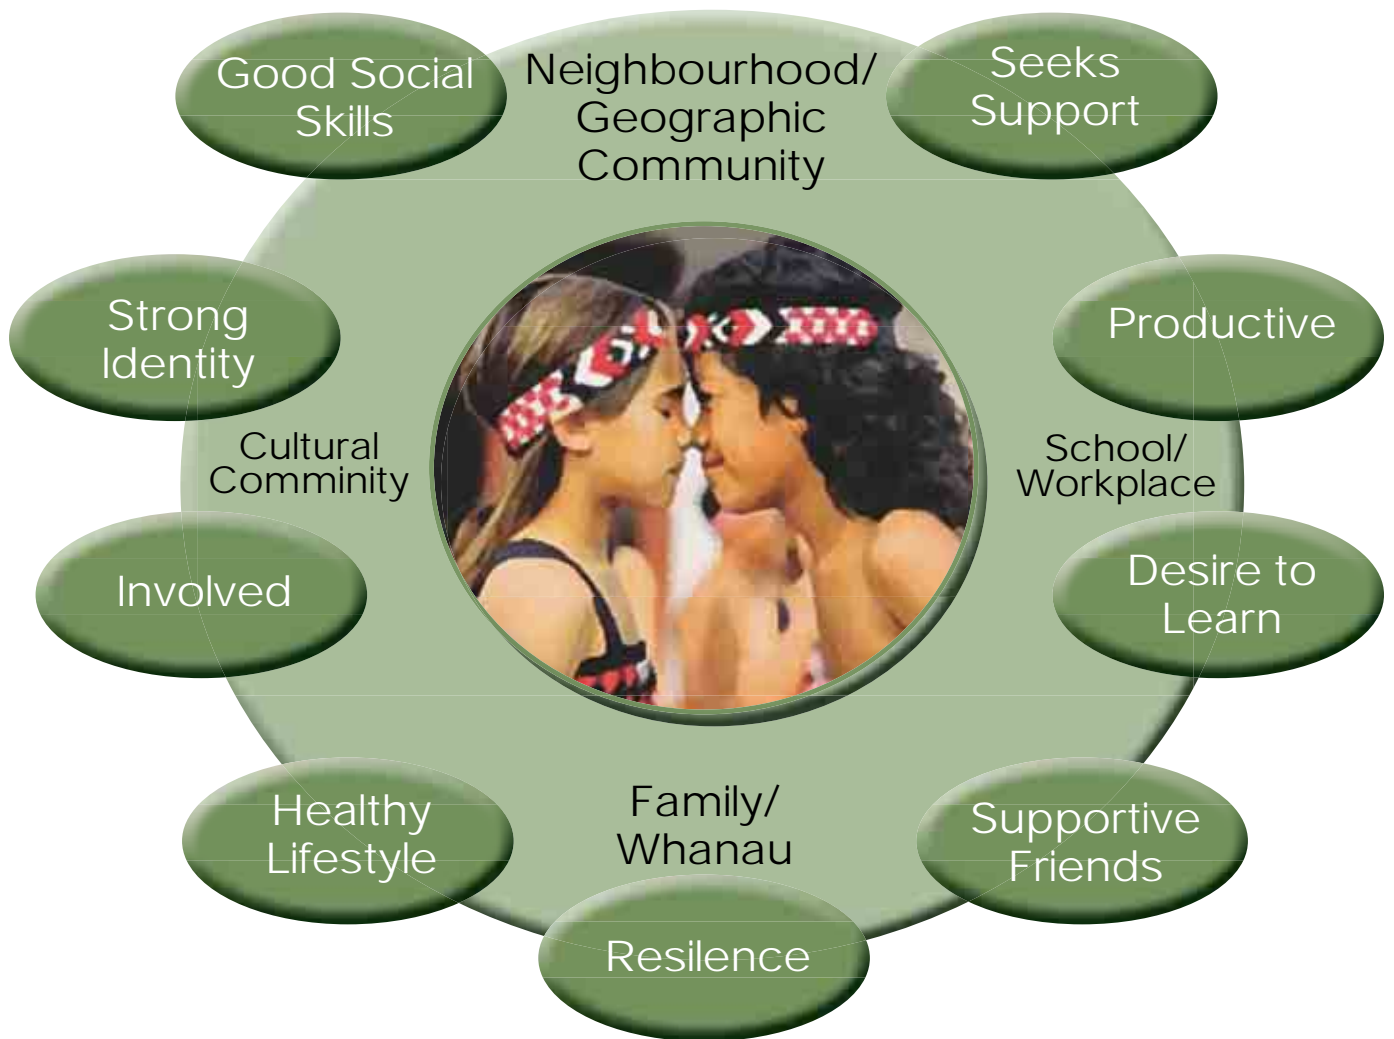 Good Social
Skills
Neighbourhood/
Geographic
Community
Seeks
Support
Strong
Identity
Productive
Cultural
Comminity
School/
Workplace
Involved
Desire to
Learn
Healthy
Lifestyle
Family/
Whanau
Supportive
Friends
Resilence